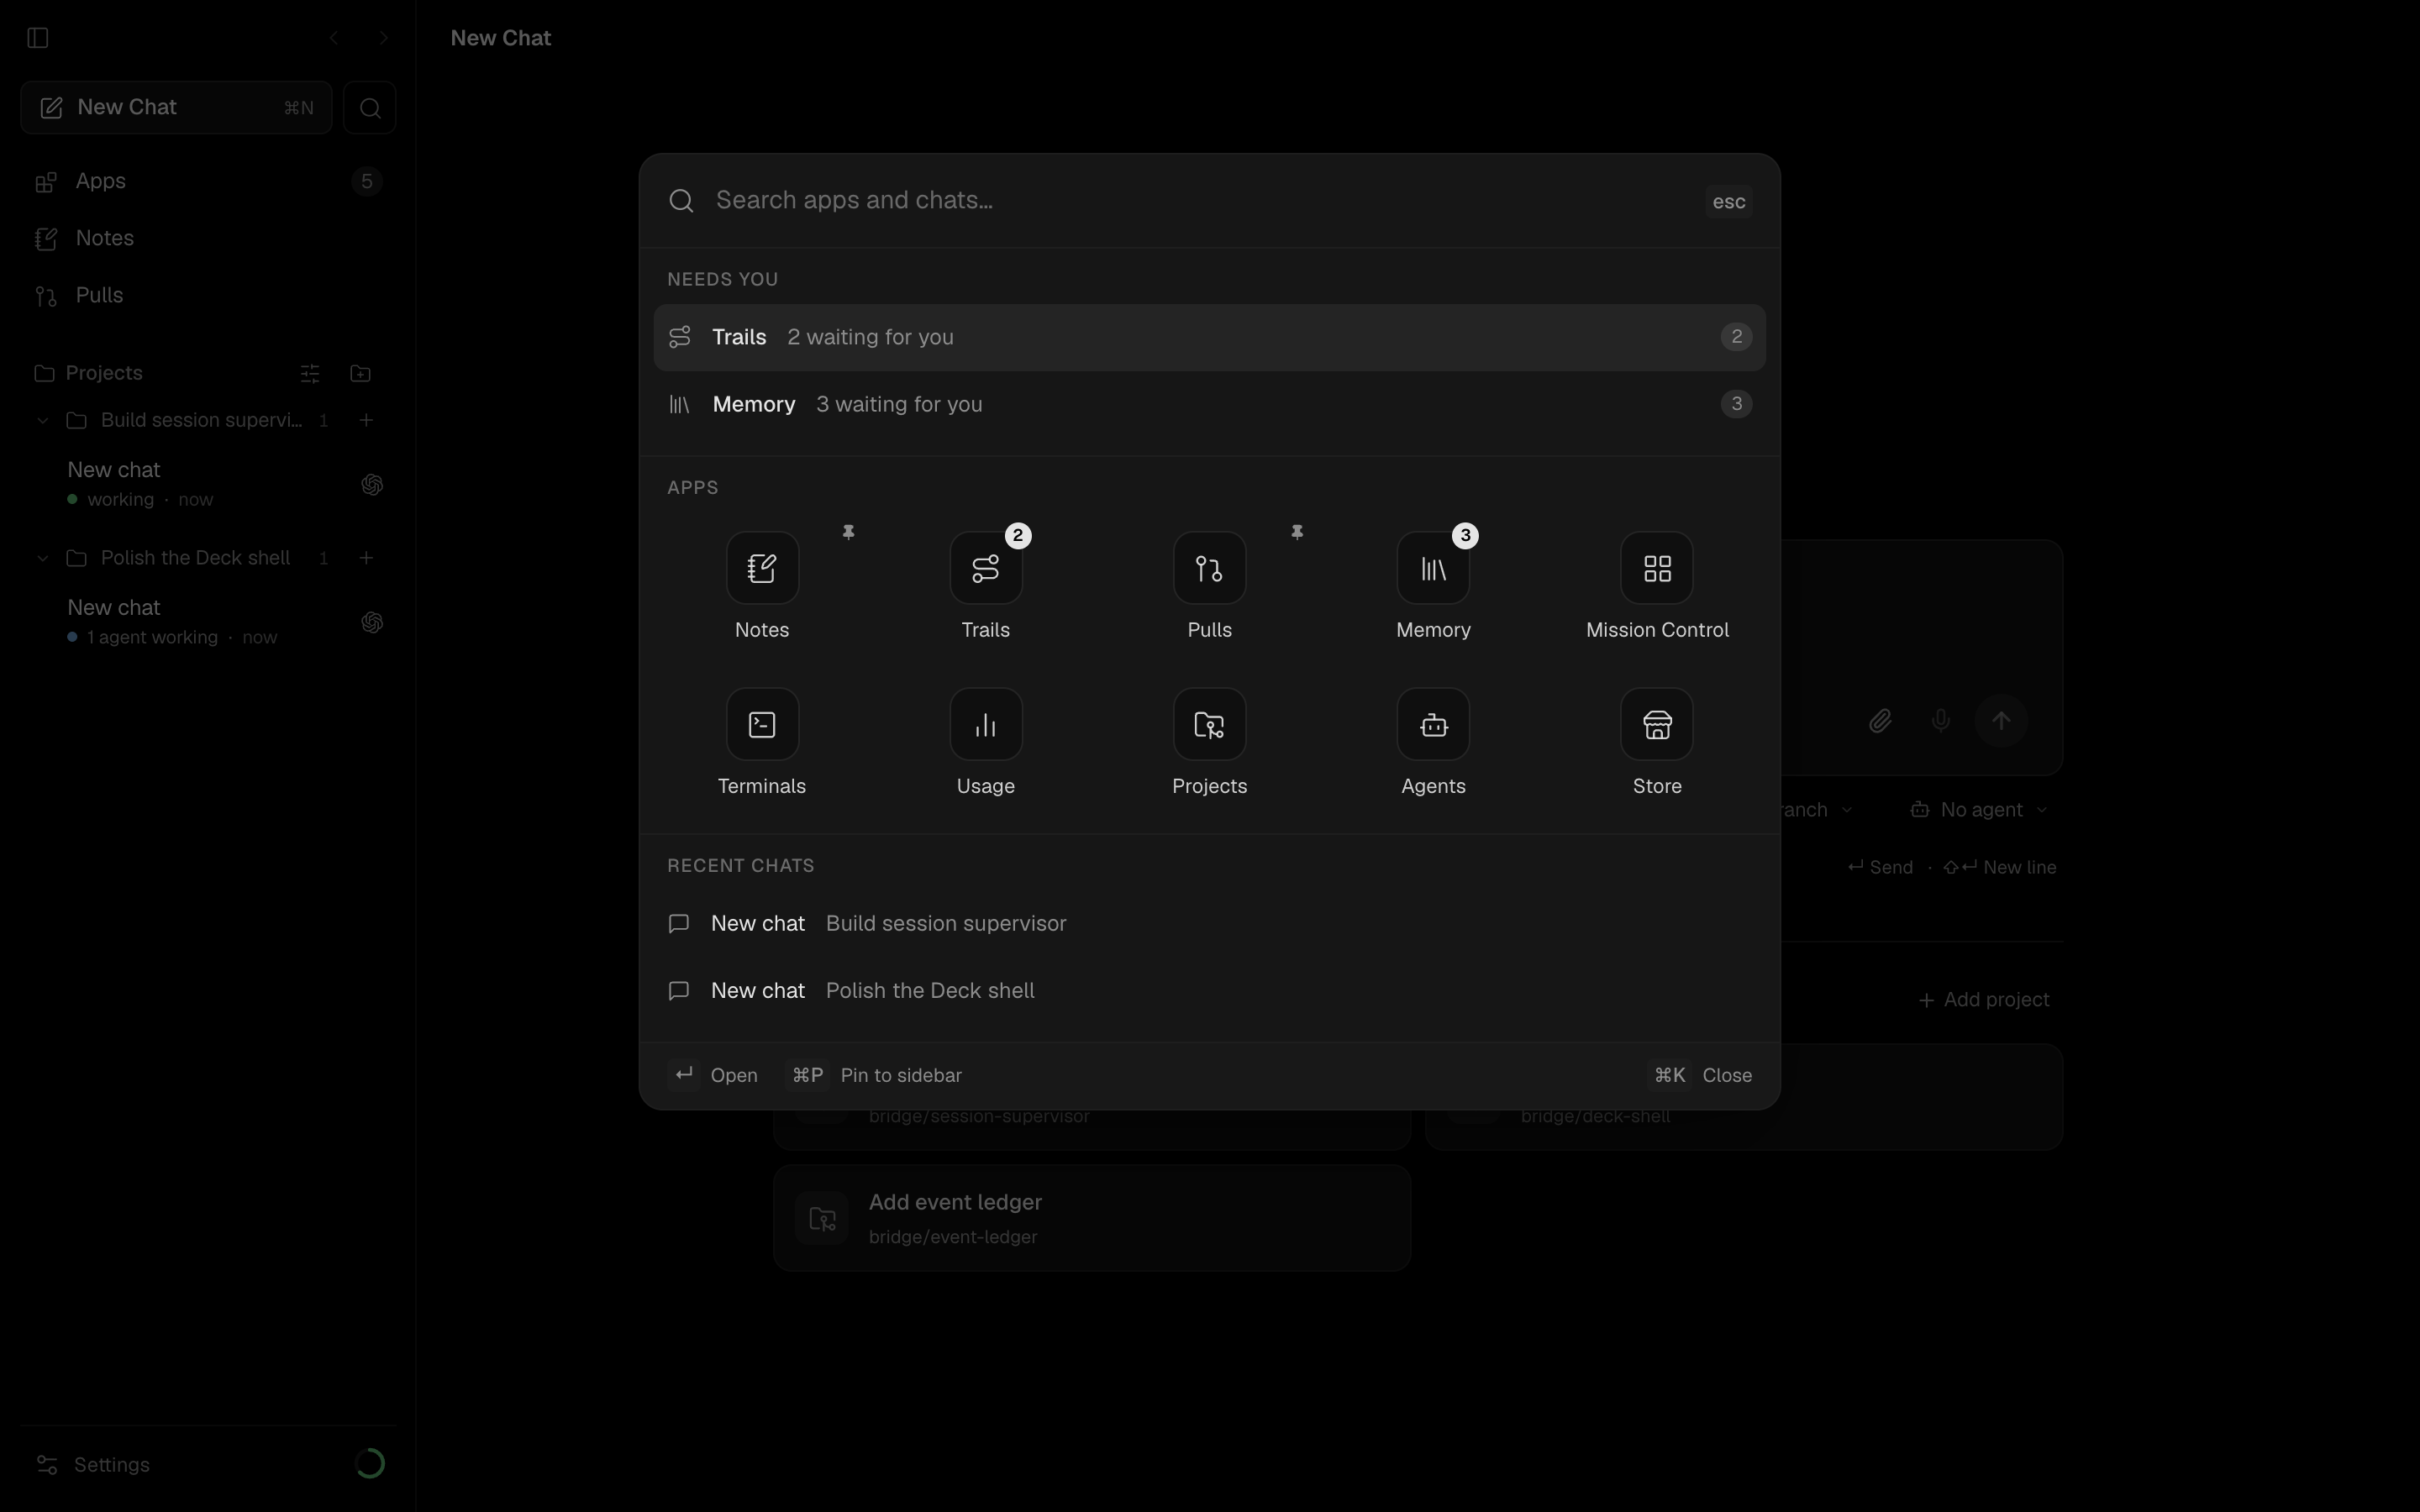 New Chat
New Chat ⌘N
Apps 5
Notes
Pulls
Projects
Build session supervi... 1
New chat
working · now
Polish the Deck shell 1
New chat
1 agent working · now
Settings
Search apps and chats... esc
NEEDS YOU
Trails 2 waiting for you 2
Memory 3 waiting for you 3
APPS
2 3
Notes Trails Pulls Memory Mission Control
Terminals Usage Projects Agents Store
RECENT CHATS
New chat Build session supervisor
New chat Polish the Deck shell
↵ Open ⌘P Pin to sidebar ⌘K Close
ranch No agent
↵ Send · ⇧↵ New line
+ Add project
bridge/session-supervisor bridge/deck-shell
Add event ledger
bridge/event-ledger